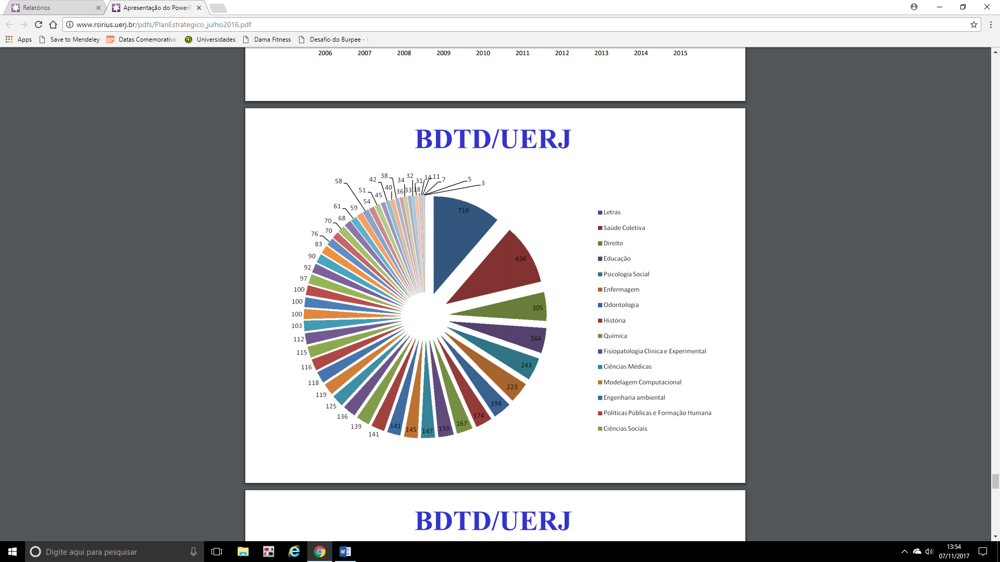 Relatórios
Apresentação do PowerP
www.rsirius.uerj.br/pdfs/PlanEstrategico_julho2016.pdf
Apps Save to Mendeley Datas Comemorativa Universidades Dama Fitness Desafio do Burpee -
2006 2007 2008 2009 2010 2011 2012 2013 2014 2015
BDTD/UERJ
719
636
305
264
243
223
194
174
167
159
147
145
141
141
139
136
125
119
118
116
115
112
103
100
100
100
97
92
90
83
76
70
70
68
61
59
58
54
51
45
42
40
38
36
34
33
32
31
18
14
11
7
5
3
Letras
Saúde Coletiva
Direito
Educação
Psicologia Social
Enfermagem
Odontologia
História
Química
Fisiopatologia Clínica e Experimental
Ciências Médicas
Modelagem Computacional
Engenharia ambiental
Políticas Públicas e Formação Humana
Ciências Sociais
BDTD/UERJ
Digite aqui para pesquisar
13:54
07/11/2017